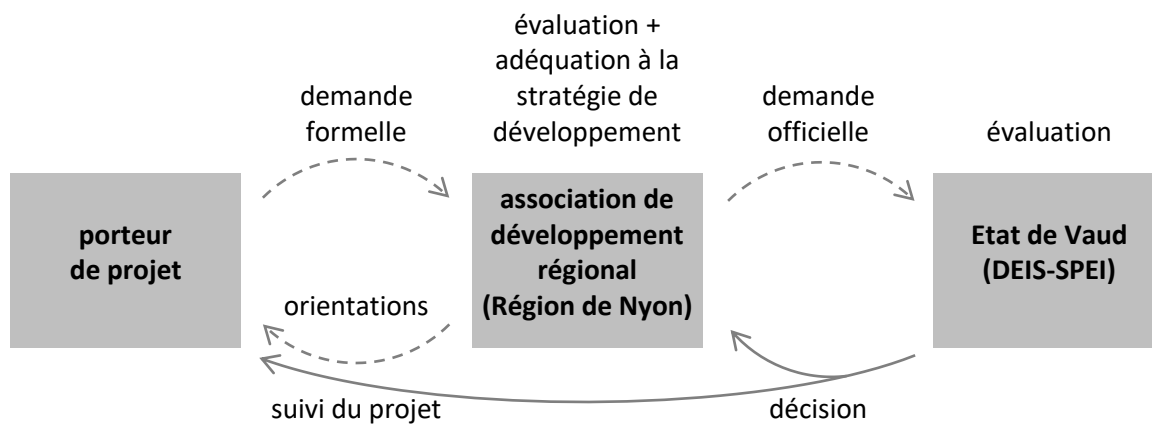 évaluation +
adéquation à la
stratégie de
développement
demande
formelle
demande
officielle
évaluation
porteur
de projet
association de
développement
régional
(Région de Nyon)
Etat de Vaud
(DEIS-SPEI)
orientations
suivi du projet
décision